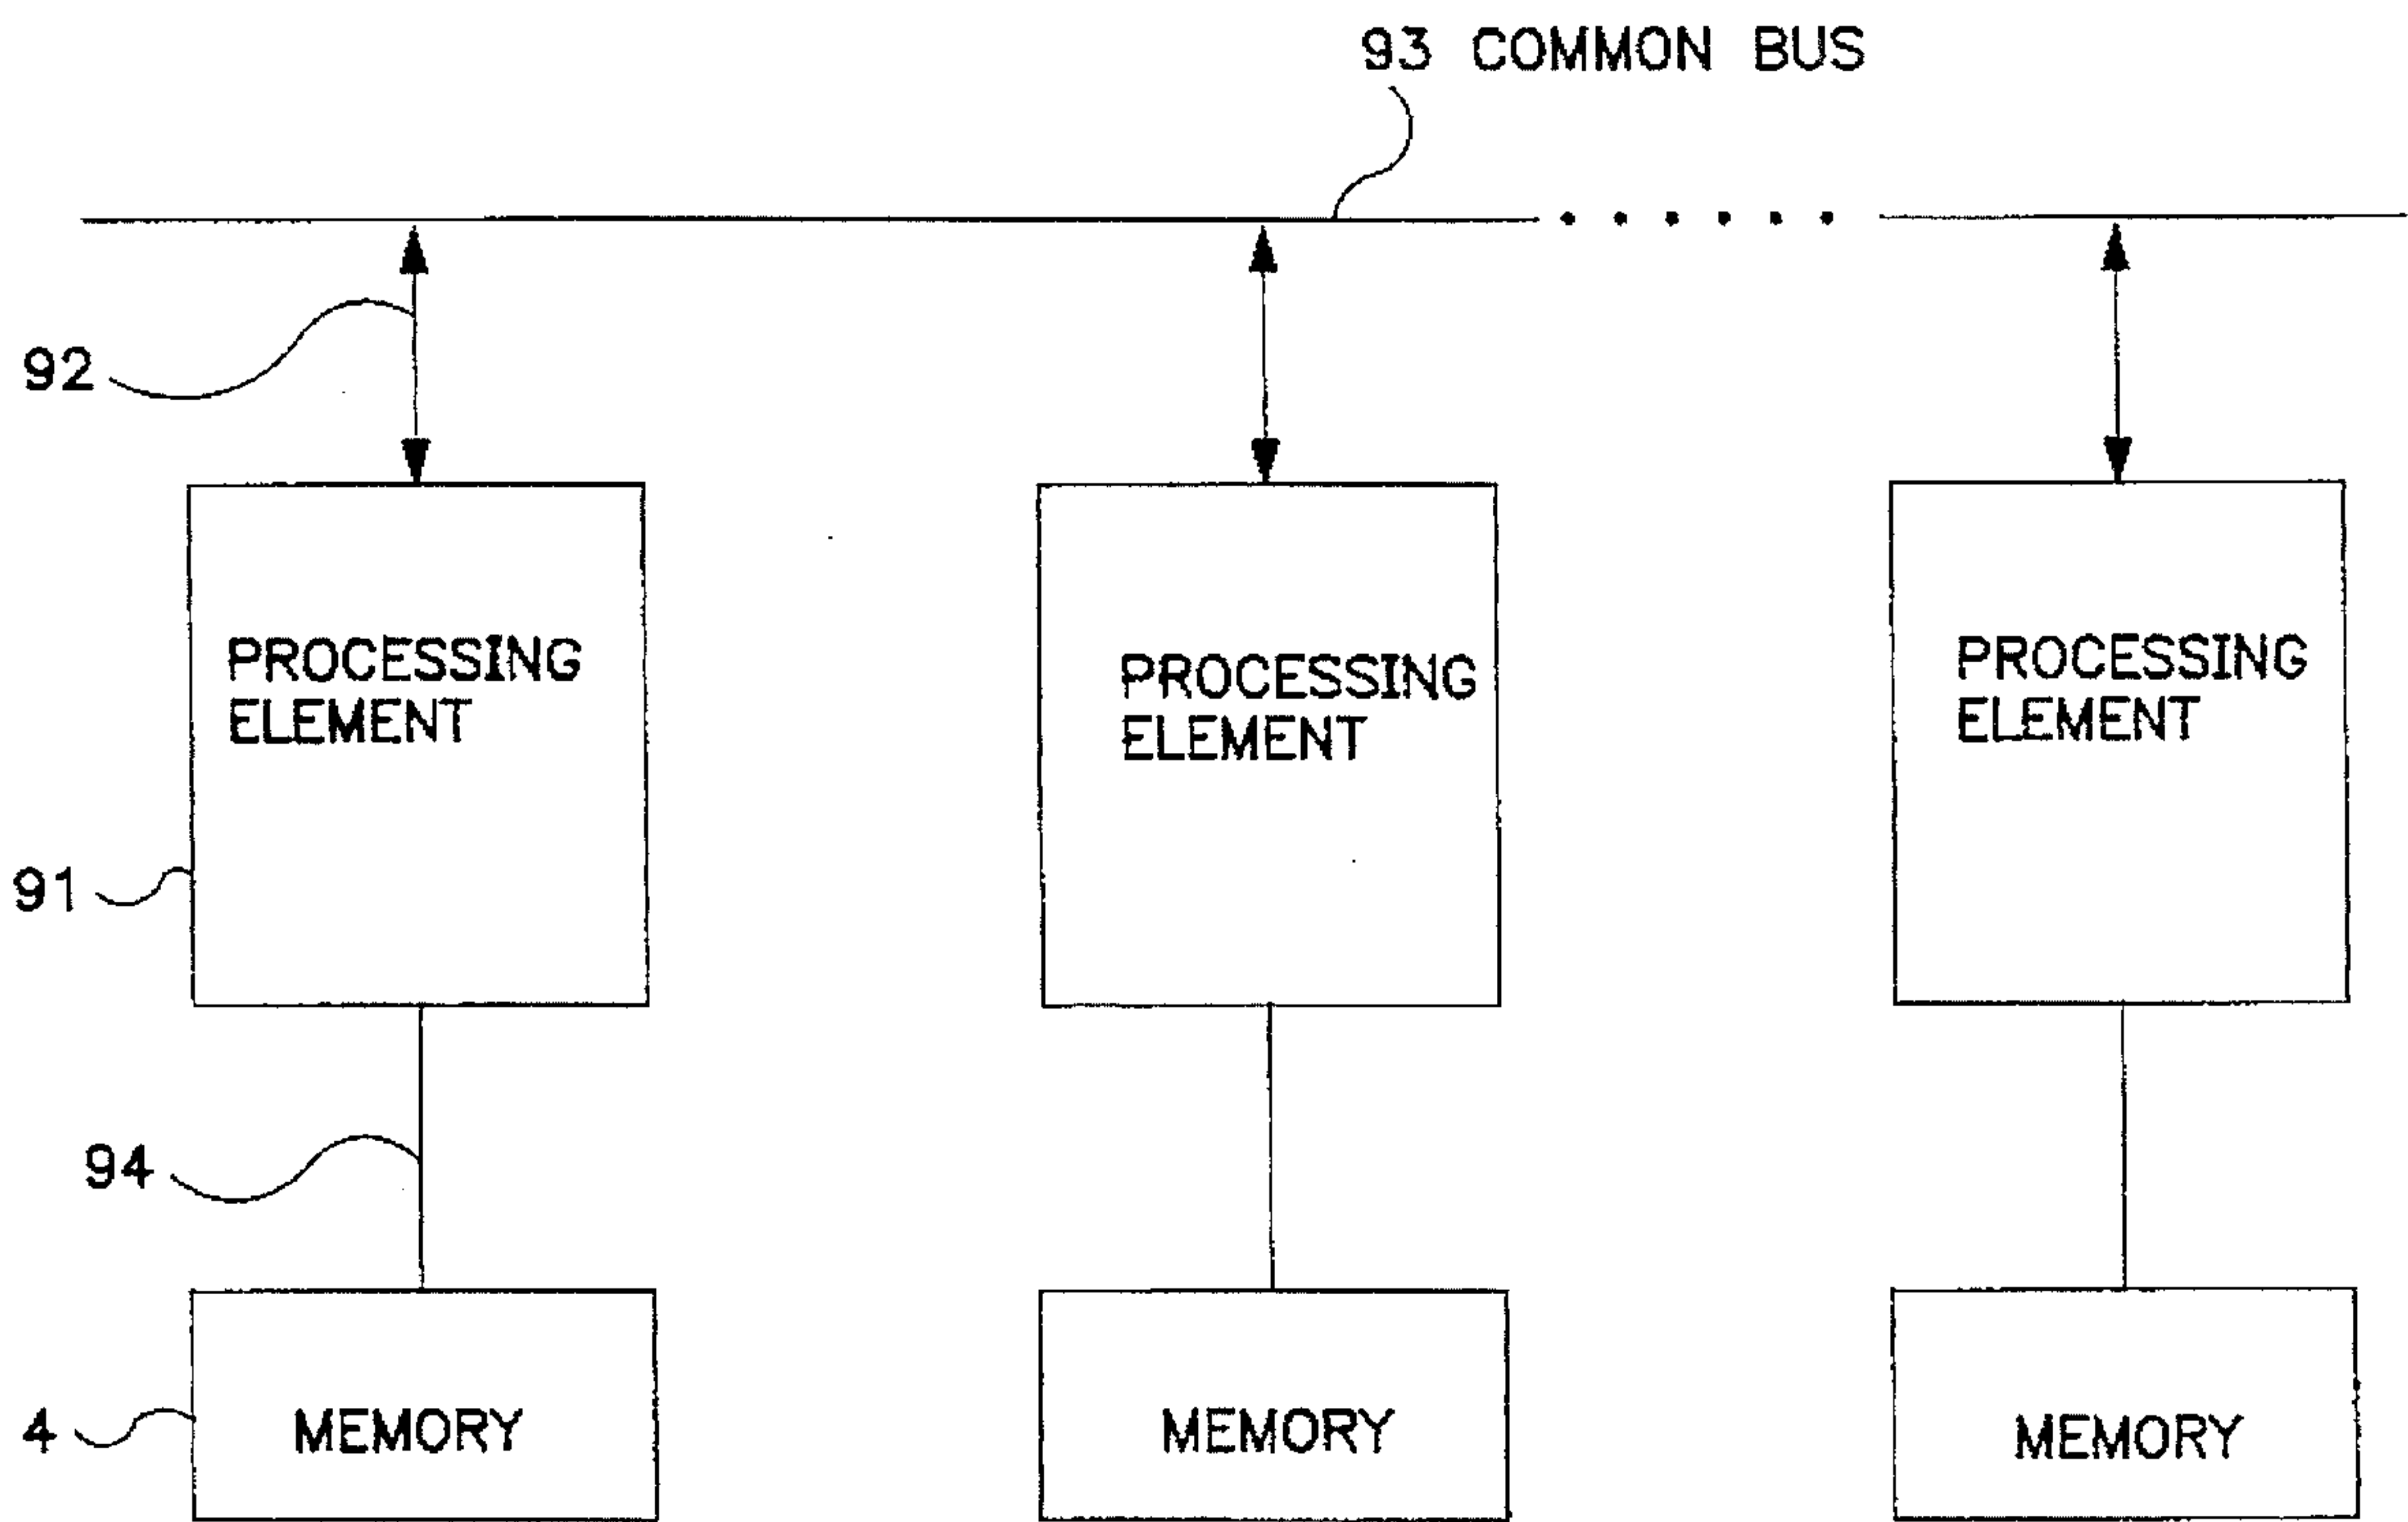 93 COMMON BUS
92
PROCESSING
ELEMENT
PROCESSING
ELEMENT
PROCESSING
ELEMENT
91
94
4
MEMORY
MEMORY
MEMORY